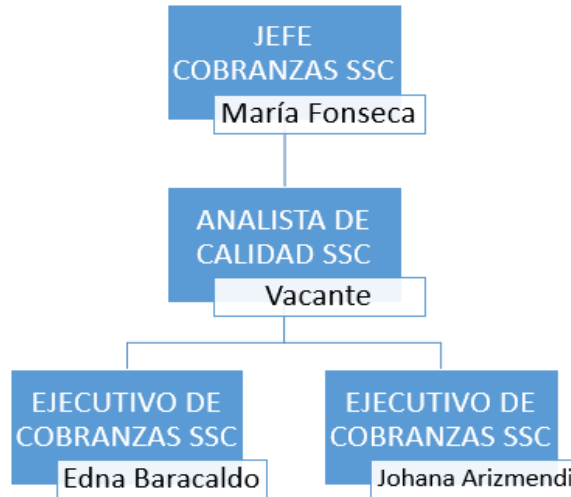 JEFE
COBRANZAS SSC
María Fonseca
ANALISTA DE
CALIDAD SSC
Vacante
EJECUTIVO DE
COBRANZAS SSC
Edna Baracaldo
EJECUTIVO DE
COBRANZAS SSC
Johana Arizmendi